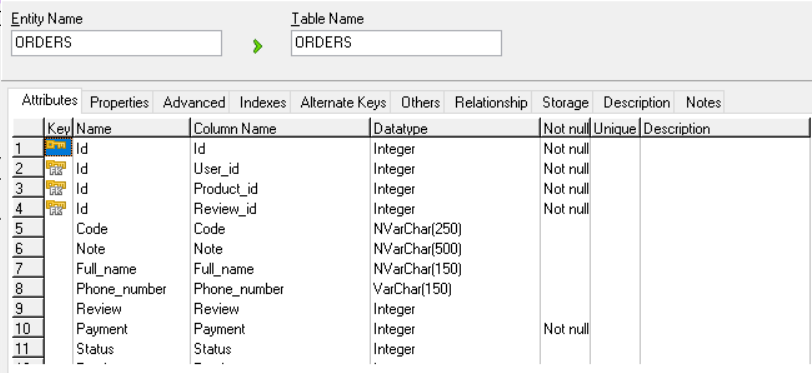 Entity Name Table Name
ORDERS ORDERS
Attributes Properties Advanced Indexes Alternate Keys Others Relationship Storage Description Notes
Key Name Column Name Datatype Not null Unique Description
1 Id Id Integer Not null
2 FK Id User_id Integer Not null
3 FK Id Product_id Integer Not null
4 FK Id Review_id Integer Not null
5 Code Code NVarChar(250)
6 Note Note NVarChar(500)
7 Full_name Full_name NVarChar(150)
8 Phone_number Phone_number VarChar(150)
9 Review Review Integer
10 Payment Payment Integer Not null
11 Status Status Integer